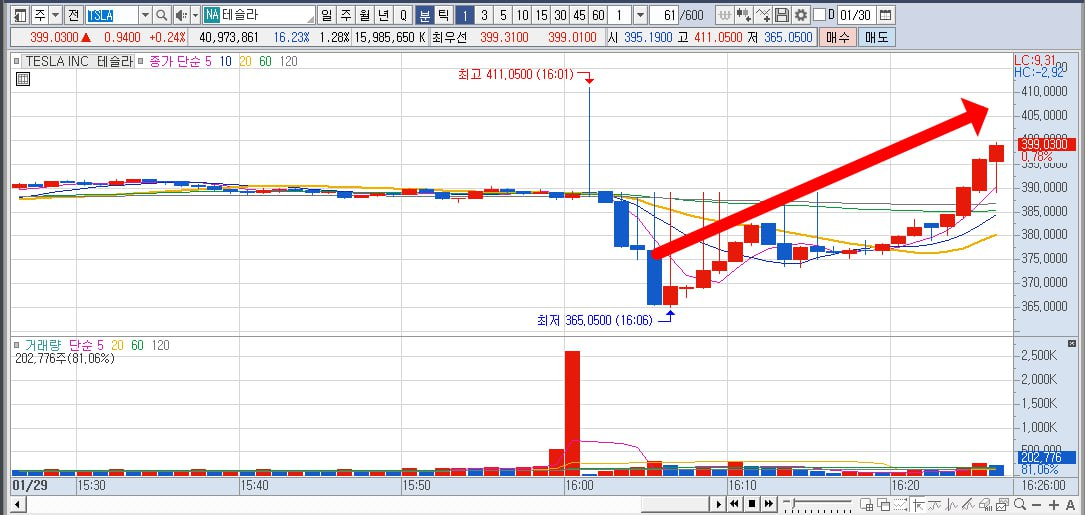 주 전 TSLA NA 테슬라 일 주 월 년 Q 분 틱 1 3 5 10 15 30 45 60 1 61 /600 D 01/30
399.0300 ▲ 0.9400 +0.24% 40,973,861 16.23% 1.28% 15,985,650 K 최우선 399.3100 399.0100 시 395.1900 고 411.0500 저 365.0500 매수 매도
TESLA INC 테슬라 종가 단순 5 10 20 60 120
LC:9,31
HC:-2,92
최고 411,0500 (16:01)
410,0000
405,0000
399,0300
0,78%
395,0000
390,0000
385,0000
380,0000
375,0000
370,0000
365,0000
최저 365,0500 (16:06)
거래량 단순 5 20 60 120
202,776주(81,06%)
2,500K
2,000K
1,500K
1,000K
500,000
202,776
81,06%
01/29 15:30 15:40 15:50 16:00 16:10 16:20 16:26:00
A